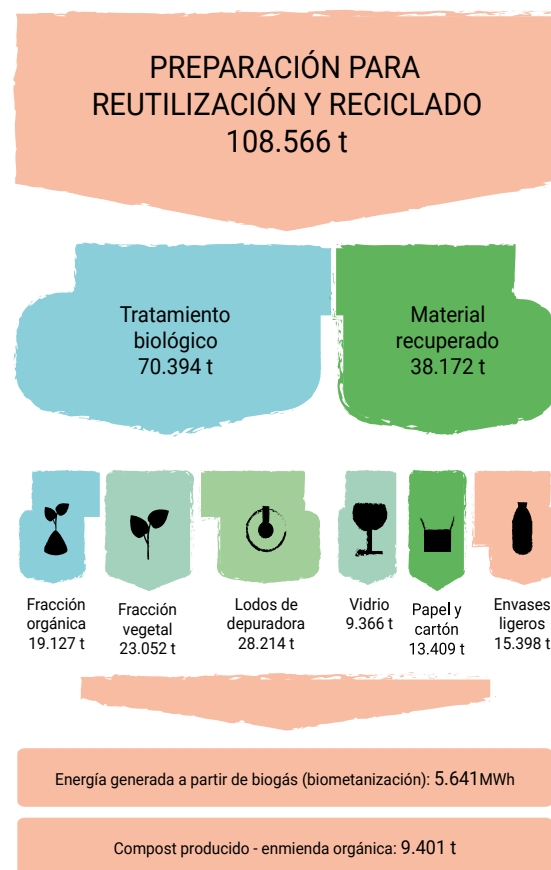 PREPARACIÓN PARA
REUTILIZACIÓN Y RECICLADO
108.566 t
Tratamiento
biológico
70.394 t
Material
recuperado
38.172 t
Fracción
orgánica
19.127 t
Fracción
vegetal
23.052 t
Lodos de
depuradora
28.214 t
Vidrio
9.366 t
Papel y
cartón
13.409 t
Envases
ligeros
15.398 t
Energía generada a partir de biogás (biometanización): 5.641MWh
Compost producido - enmienda orgánica: 9.401 t